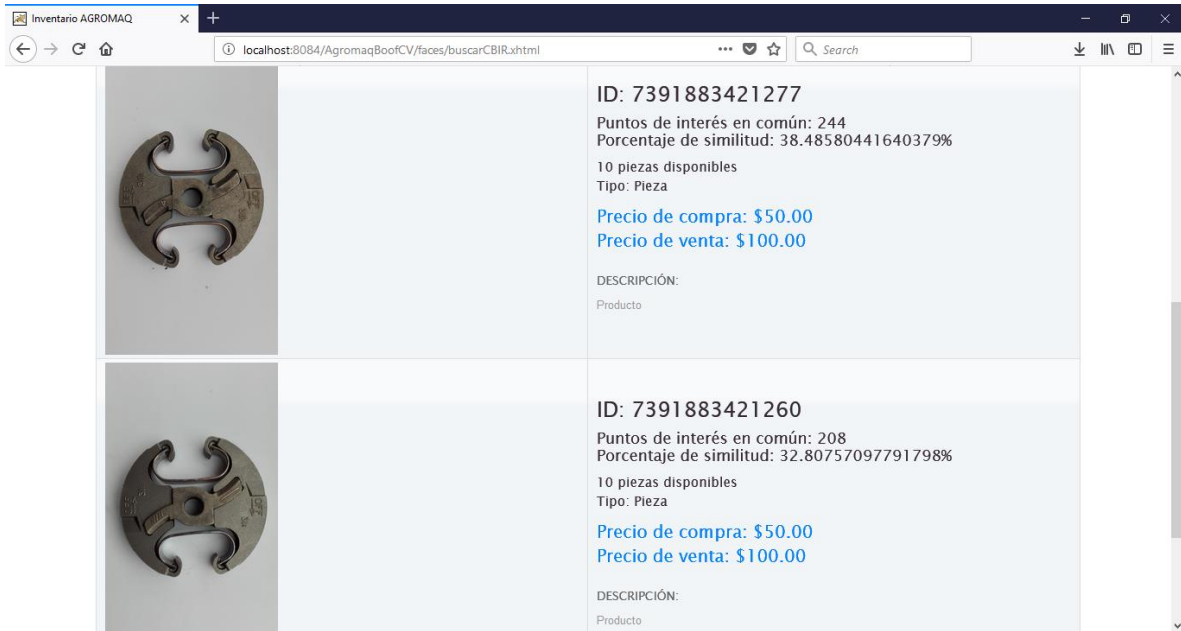 Inventario AGROMAQ
localhost:8084/AgromaqBoofCV/faces/buscarCBIR.xhtml
Search
ID: 7391883421277
Puntos de interés en común: 244
Porcentaje de similitud: 38.48580441640379%
10 piezas disponibles
Tipo: Pieza
Precio de compra: $50.00
Precio de venta: $100.00
DESCRIPCIÓN:
Producto
OFF
ID: 7391883421260
Puntos de interés en común: 208
Porcentaje de similitud: 32.80757097791798%
10 piezas disponibles
Tipo: Pieza
Precio de compra: $50.00
Precio de venta: $100.00
DESCRIPCIÓN:
Producto
OFF